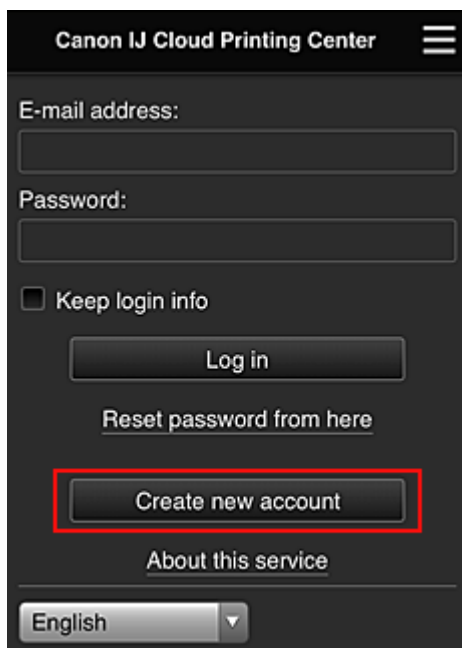 Canon IJ Cloud Printing Center
E-mail address:
Password:
Keep login info
Log in
Reset password from here
Create new account
About this service
English